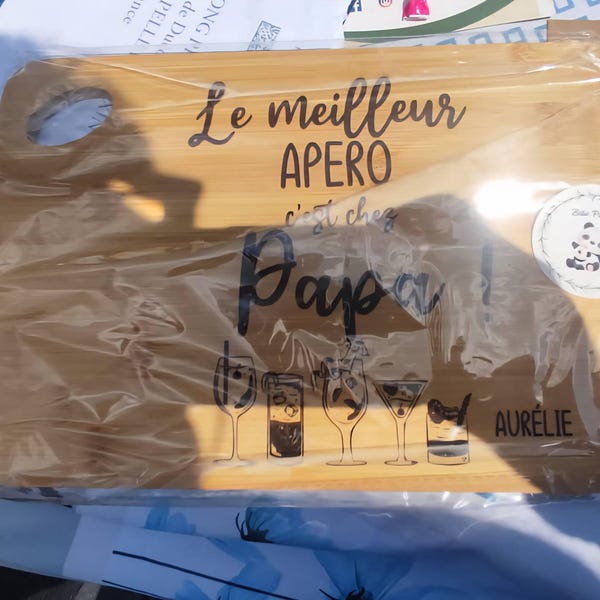 Le meilleur
APERO
c'est chez
Papa !
AURÉLIE